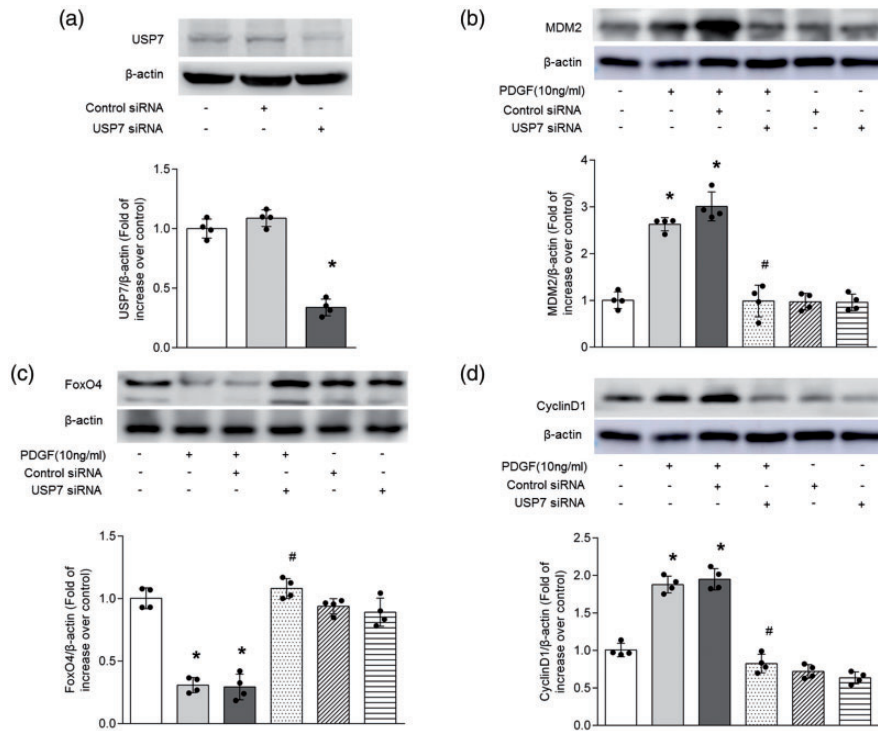 (a)
USP7
β-actin
Control siRNA - + -
USP7 siRNA - - +
USP7/β-actin (Fold of
increase over control)
1.5
1.0
0.5
0.0
*
(b)
MDM2
β-actin
PDGF(10ng/ml) - + + + - -
Control siRNA - - + - + -
USP7 siRNA - - - + - +
MDM2/β-actin (Fold of
increase over control)
4
3
2
1
0
*
*
#
(c)
FoxO4
β-actin
PDGF(10ng/ml) - + + + - -
Control siRNA - - + - + -
USP7 siRNA - - - + - +
FoxO4/β-actin (Fold of
increase over control)
1.5
1.0
0.5
0.0
*
*
#
(d)
CyclinD1
β-actin
PDGF(10ng/ml) - + + + - -
Control siRNA - - + - + -
USP7 siRNA - - - + - +
CyclinD1/β-actin (Fold of
increase over control)
2.5
2.0
1.5
1.0
0.5
0.0
*
*
#